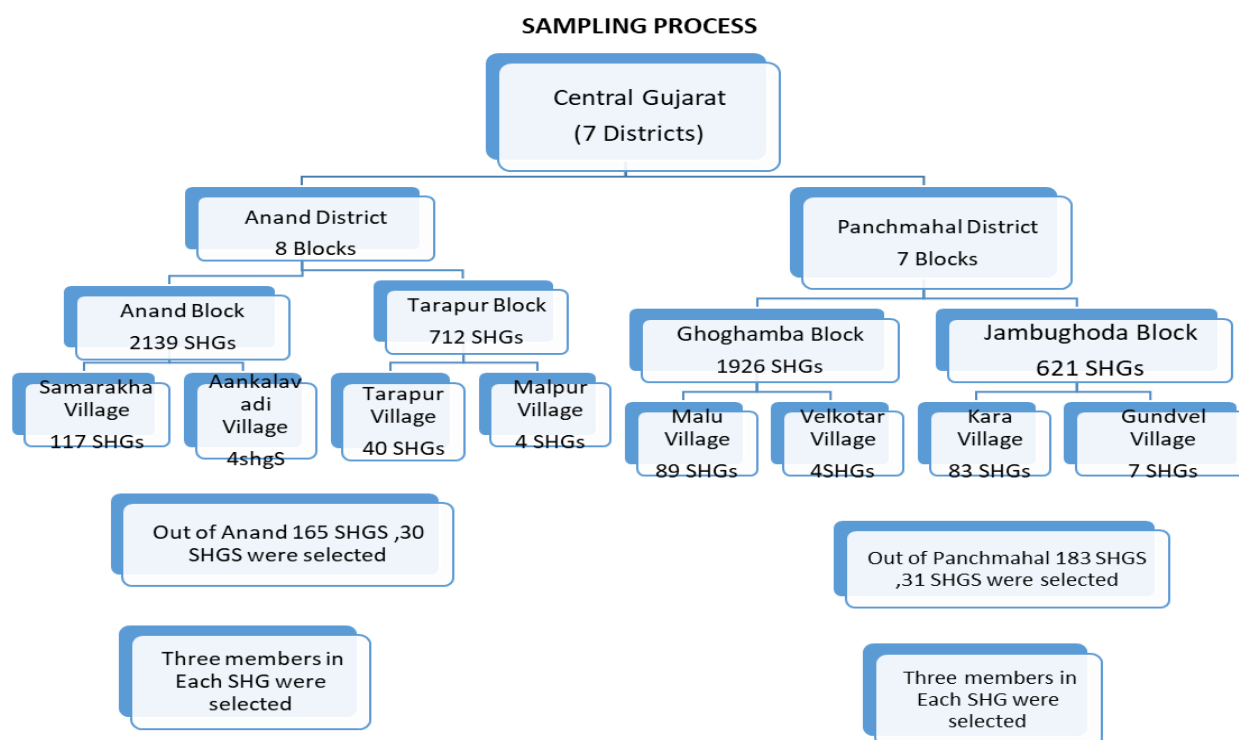 SAMPLING PROCESS
Central Gujarat
(7 Districts)
Anand District
8 Blocks
Panchmahal District
7 Blocks
Anand Block
2139 SHGs
Tarapur Block
712 SHGs
Ghoghamba Block
1926 SHGs
Jambughoda Block
621 SHGs
Samarakha
Village
117 SHGs
Aankalav
adi
Village
4shgS
Tarapur
Village
40 SHGs
Malpur
Village
4 SHGs
Malu
Village
89 SHGs
Velkotar
Village
4SHGs
Kara
Village
83 SHGs
Gundvel
Village
7 SHGs
Out of Anand 165 SHGS ,30
SHGS were selected
Out of Panchmahal 183 SHGS
,31 SHGS were selected
Three members in
Each SHG were
selected
Three members in
Each SHG were
selected